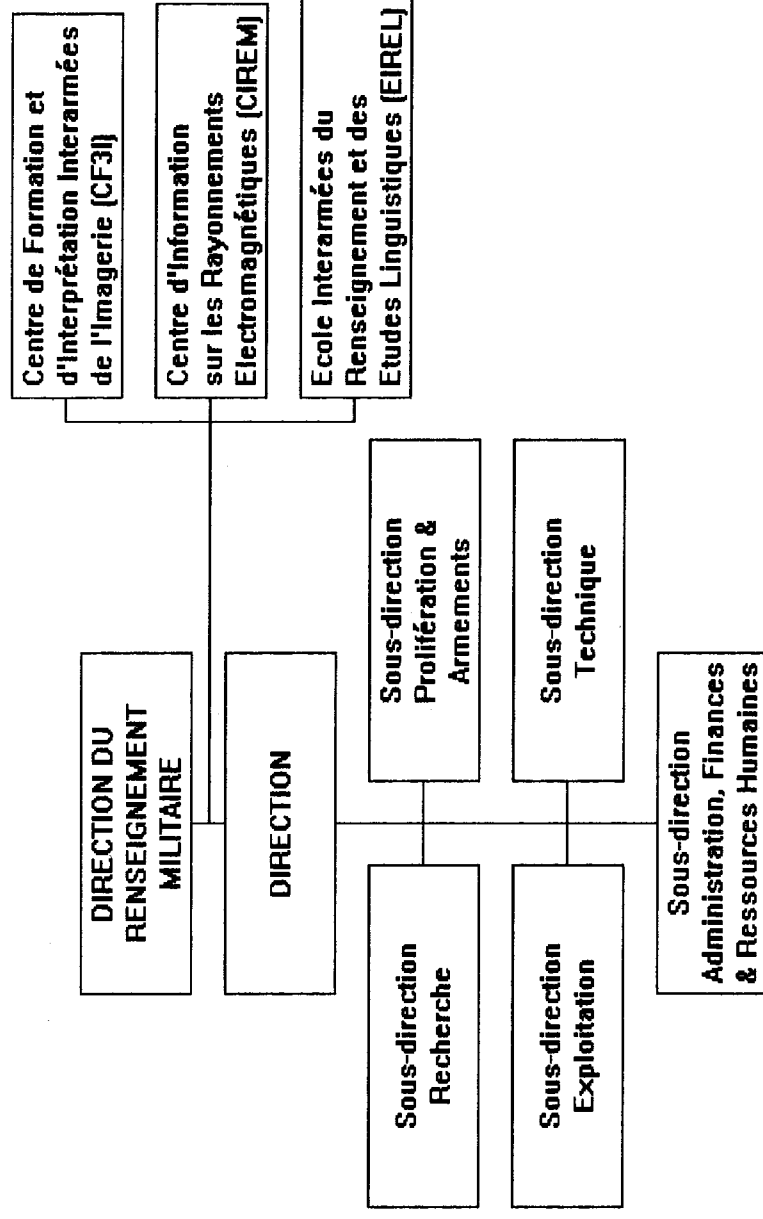 DIRECTION DU
RENSEIGNEMENT
MILITAIRE
Centre de Formation et
d'Interprétation Interarmées
de l'Imagerie (CF3I)
Centre d'Information
sur les Rayonnements
Electromagnétiques (CIREM)
Ecole Interarmées du
Renseignement et des
Etudes Linguistiques (EIREL)
DIRECTION
Sous-direction
Recherche
Sous-direction
Prolifération &
Armements
Sous-direction
Exploitation
Sous-direction
Technique
Sous-direction
Administration, Finances
& Ressources Humaines